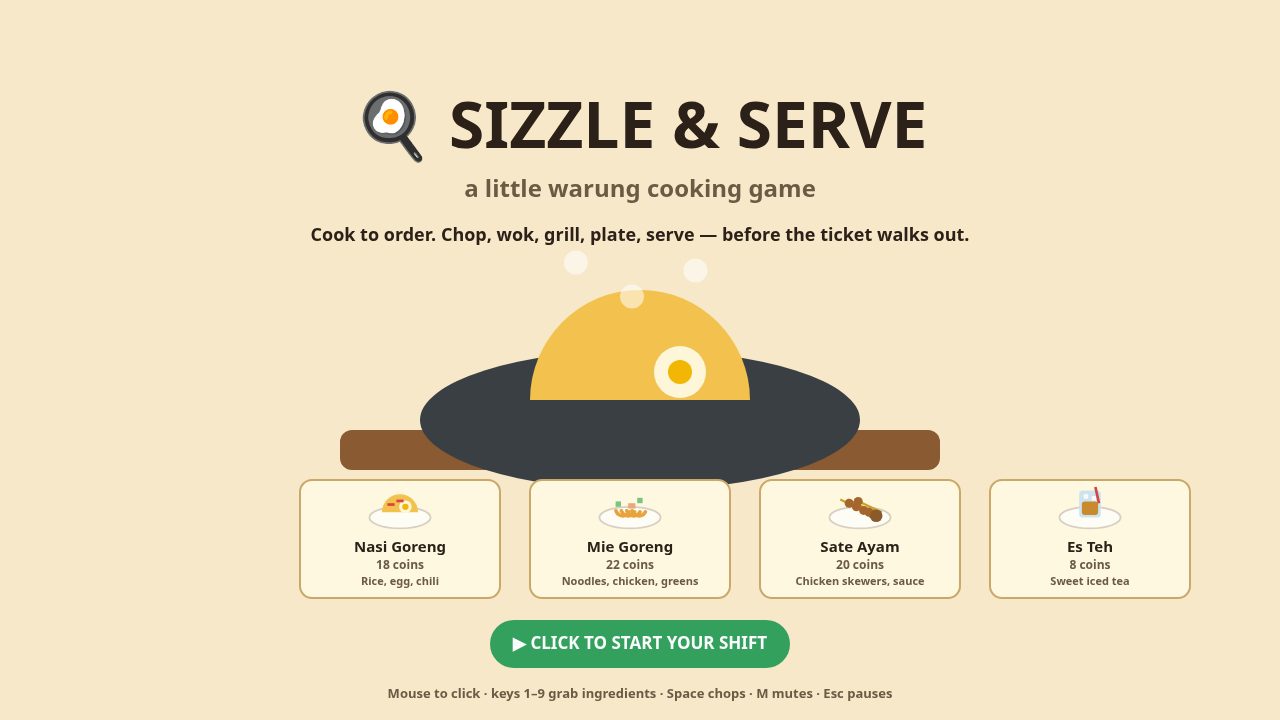 SIZZLE & SERVE
a little warung cooking game
Cook to order. Chop, wok, grill, plate, serve — before the ticket walks out.
Nasi Goreng
18 coins
Rice, egg, chili
Mie Goreng
22 coins
Noodles, chicken, greens
Sate Ayam
20 coins
Chicken skewers, sauce
Es Teh
8 coins
Sweet iced tea
▶ CLICK TO START YOUR SHIFT
Mouse to click · keys 1–9 grab ingredients · Space chops · M mutes · Esc pauses